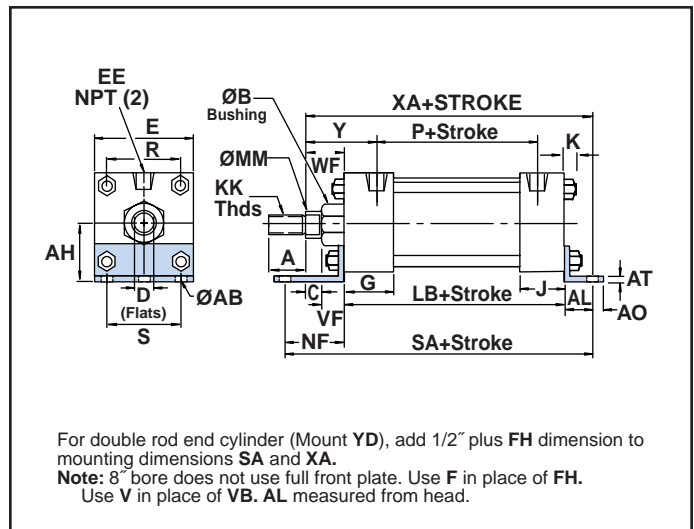 EE
NPT (2)
E
R
AH
D
(Flats)
S
ØAB
ØB
Bushing
ØMM
KK
Thds
XA+STROKE
Y
P+Stroke
K
WF
A
C
G
VF
NF
LB+Stroke
J
AL
AT
AO
SA+Stroke
For double rod end cylinder (Mount YD), add 1/2˝ plus FH dimension to
mounting dimensions SA and XA.
Note: 8˝ bore does not use full front plate. Use F in place of FH.
Use V in place of VB. AL measured from head.